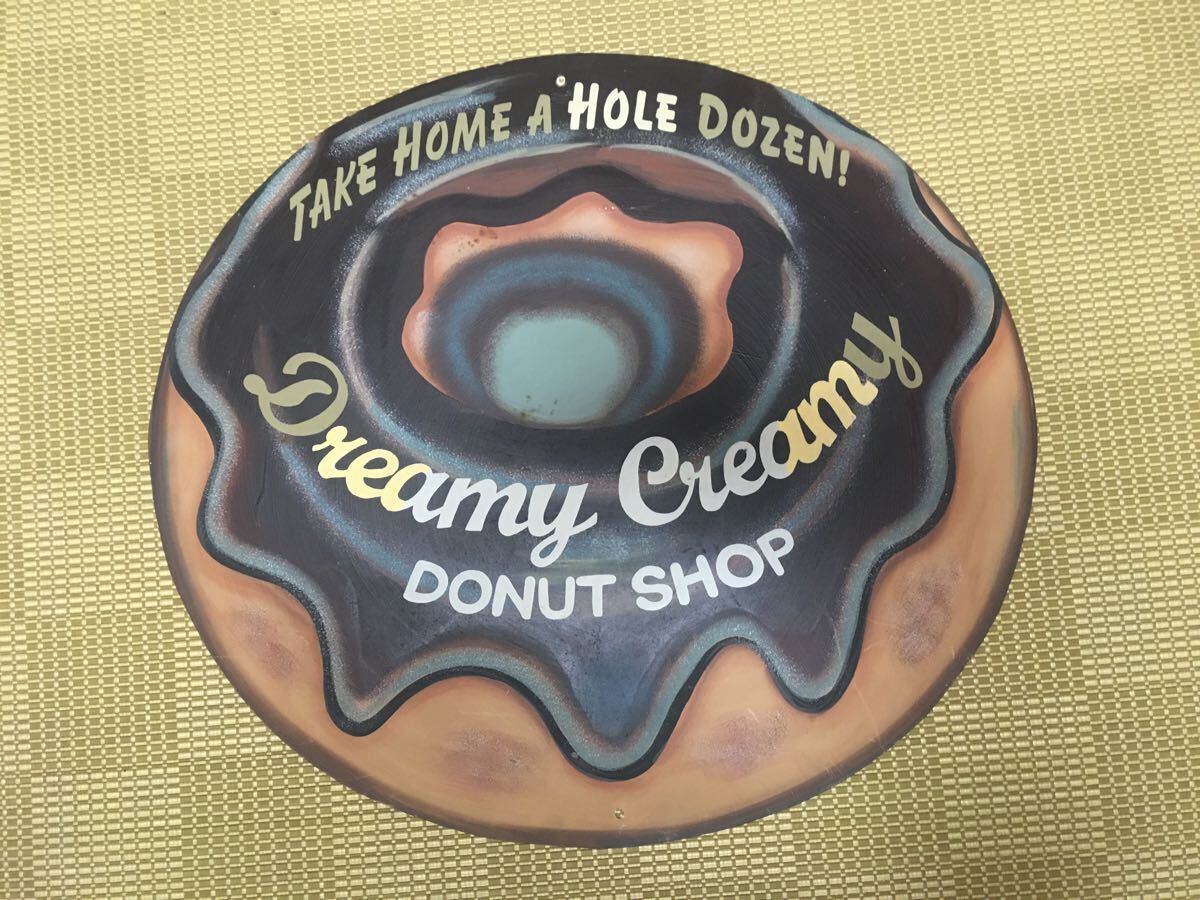 TAKE HOME A HOLE DOZEN!
Dreamy Creamy
DONUT SHOP